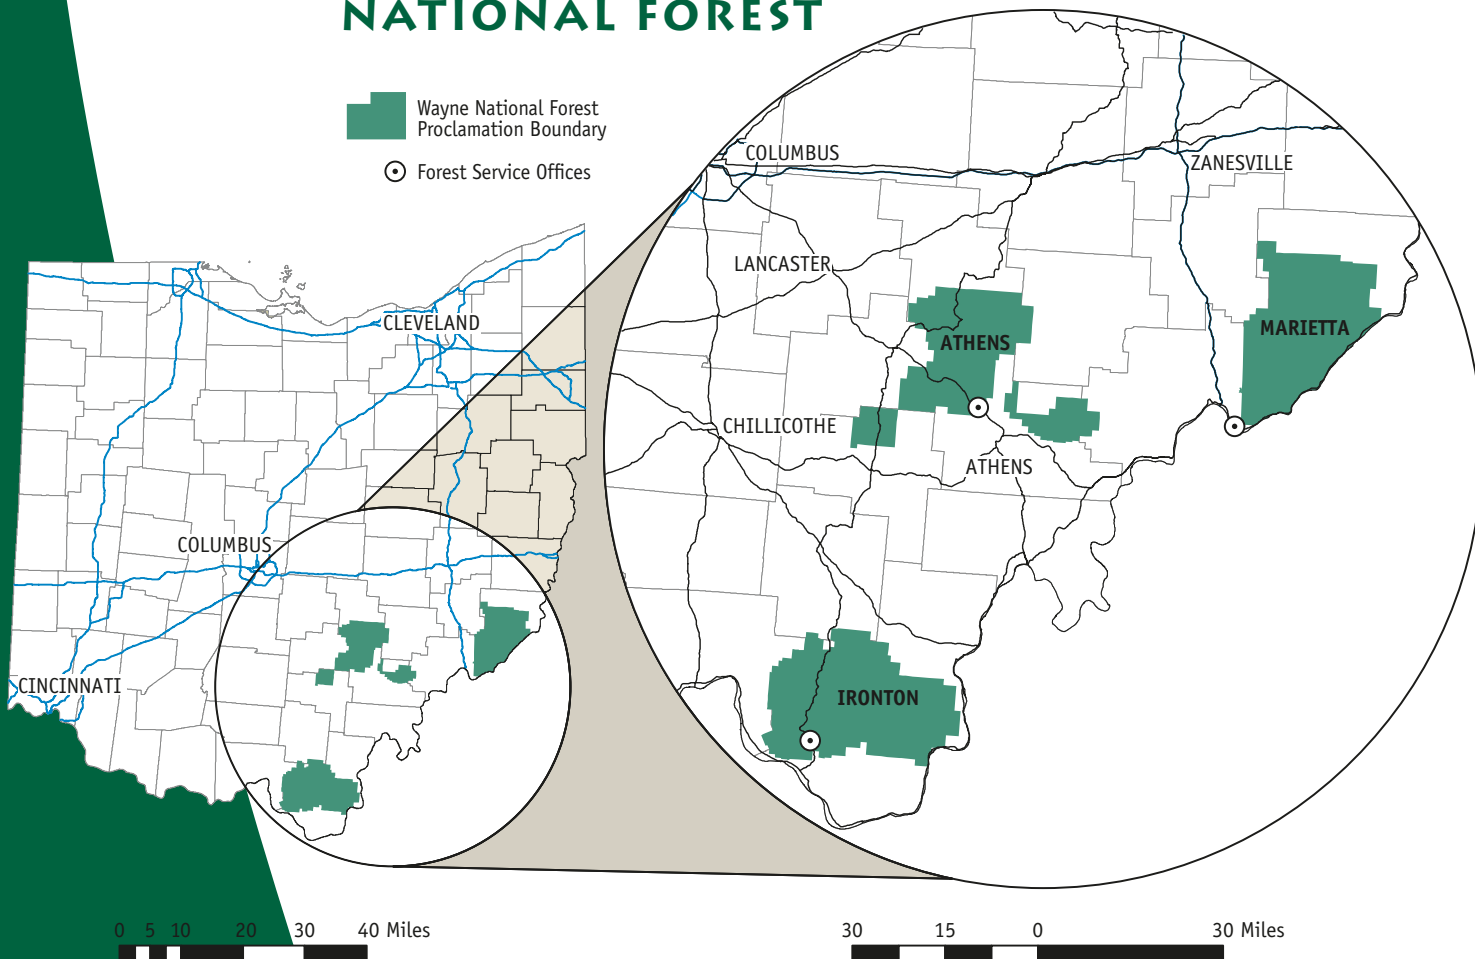 NATIONAL FOREST
Wayne National Forest
Proclamation Boundary
Forest Service Offices
CLEVELAND
COLUMBUS
CINCINNATI
COLUMBUS
ZANESVILLE
LANCASTER
MARIETTA
ATHENS
CHILLICOTHE
ATHENS
IRONTON
0 5 10 20 30 40 Miles
30 15 0 30 Miles